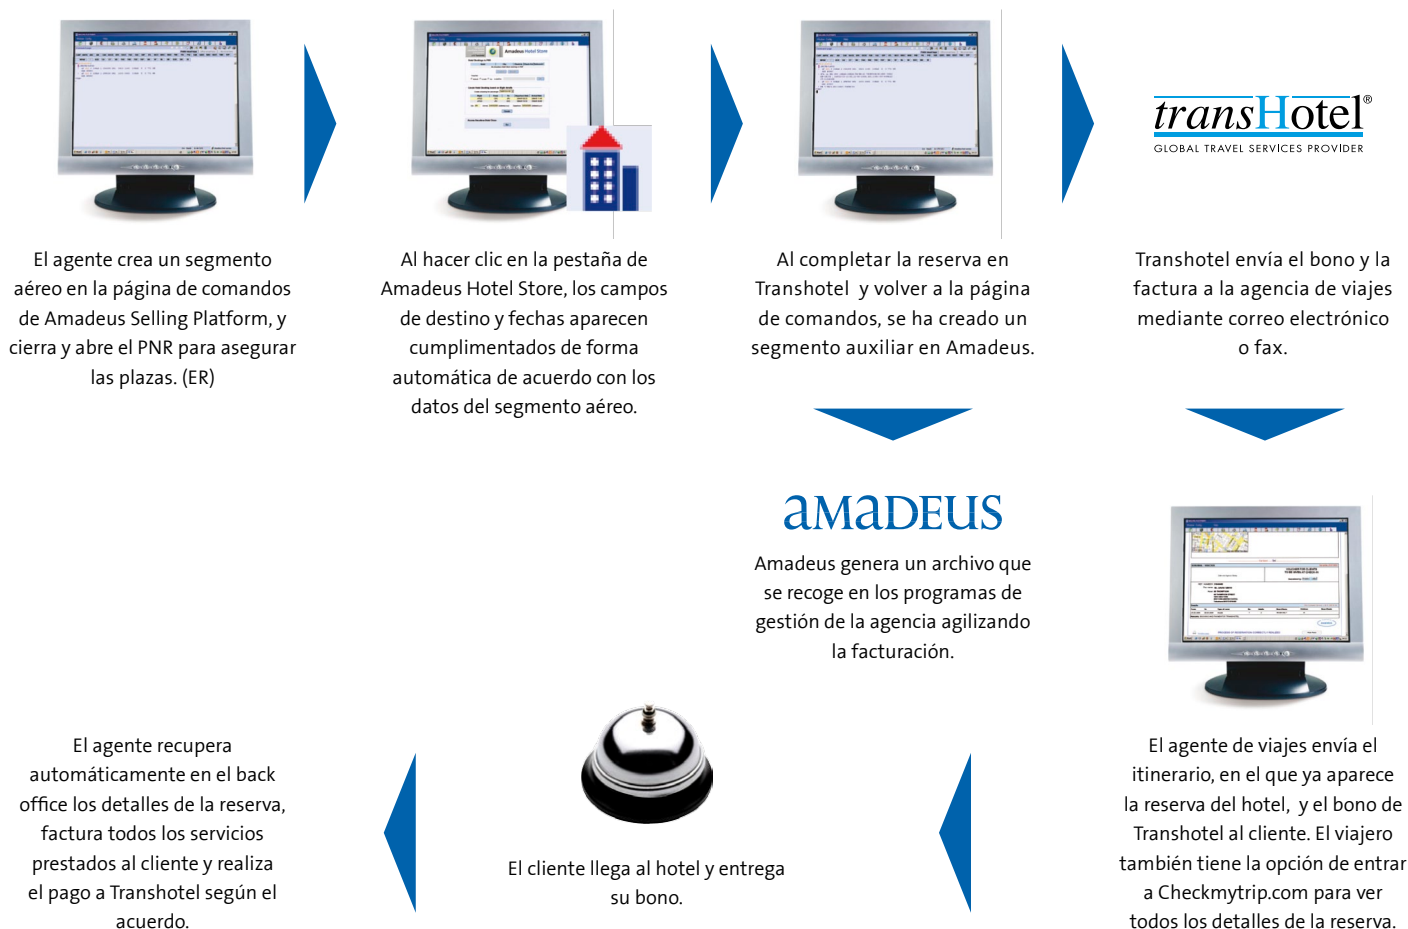 Amadeus Hotel Store
transHotel®
GLOBAL TRAVEL SERVICES PROVIDER
El agente crea un segmento
aéreo en la página de comandos
de Amadeus Selling Platform, y
cierra y abre el PNR para asegurar
las plazas. (ER)
Al hacer clic en la pestaña de
Amadeus Hotel Store, los campos
de destino y fechas aparecen
cumplimentados de forma
automática de acuerdo con los
datos del segmento aéreo.
Al completar la reserva en
Transhotel y volver a la página
de comandos, se ha creado un
segmento auxiliar en Amadeus.
Transhotel envía el bono y la
factura a la agencia de viajes
mediante correo electrónico
o fax.
amadeus
Amadeus genera un archivo que
se recoge en los programas de
gestión de la agencia agilizando
la facturación.
El agente de viajes envía el
itinerario, en el que ya aparece
la reserva del hotel, y el bono de
Transhotel al cliente. El viajero
también tiene la opción de entrar
a Checkmytrip.com para ver
todos los detalles de la reserva.
El cliente llega al hotel y entrega
su bono.
El agente recupera
automáticamente en el back
office los detalles de la reserva,
factura todos los servicios
prestados al cliente y realiza
el pago a Transhotel según el
acuerdo.